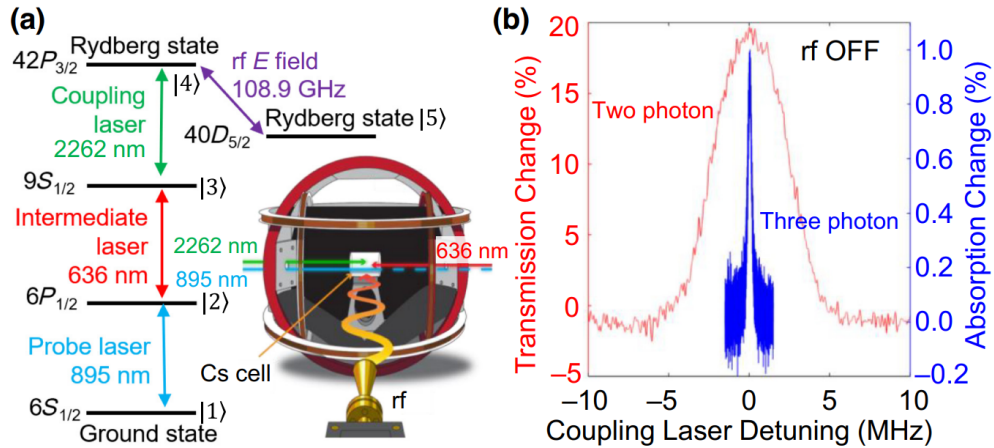 (a)
Rydberg state
42P3/2
|4⟩
rf E field
108.9 GHz
Coupling
laser
2262 nm
Rydberg state |5⟩
40D5/2
9S1/2
|3⟩
Intermediate
laser
636 nm
2262 nm
895 nm
636 nm
6P1/2
|2⟩
Probe laser
895 nm
Cs cell
rf
6S1/2
|1⟩
Ground state
(b)
Transmission Change (%)
20
15
10
5
0
−5
rf OFF
Two photon
Three photon
1.0
0.8
0.6
0.4
0.2
0.0
−0.2
Absorption Change (%)
−10
−5
0
5
10
Coupling Laser Detuning (MHz)